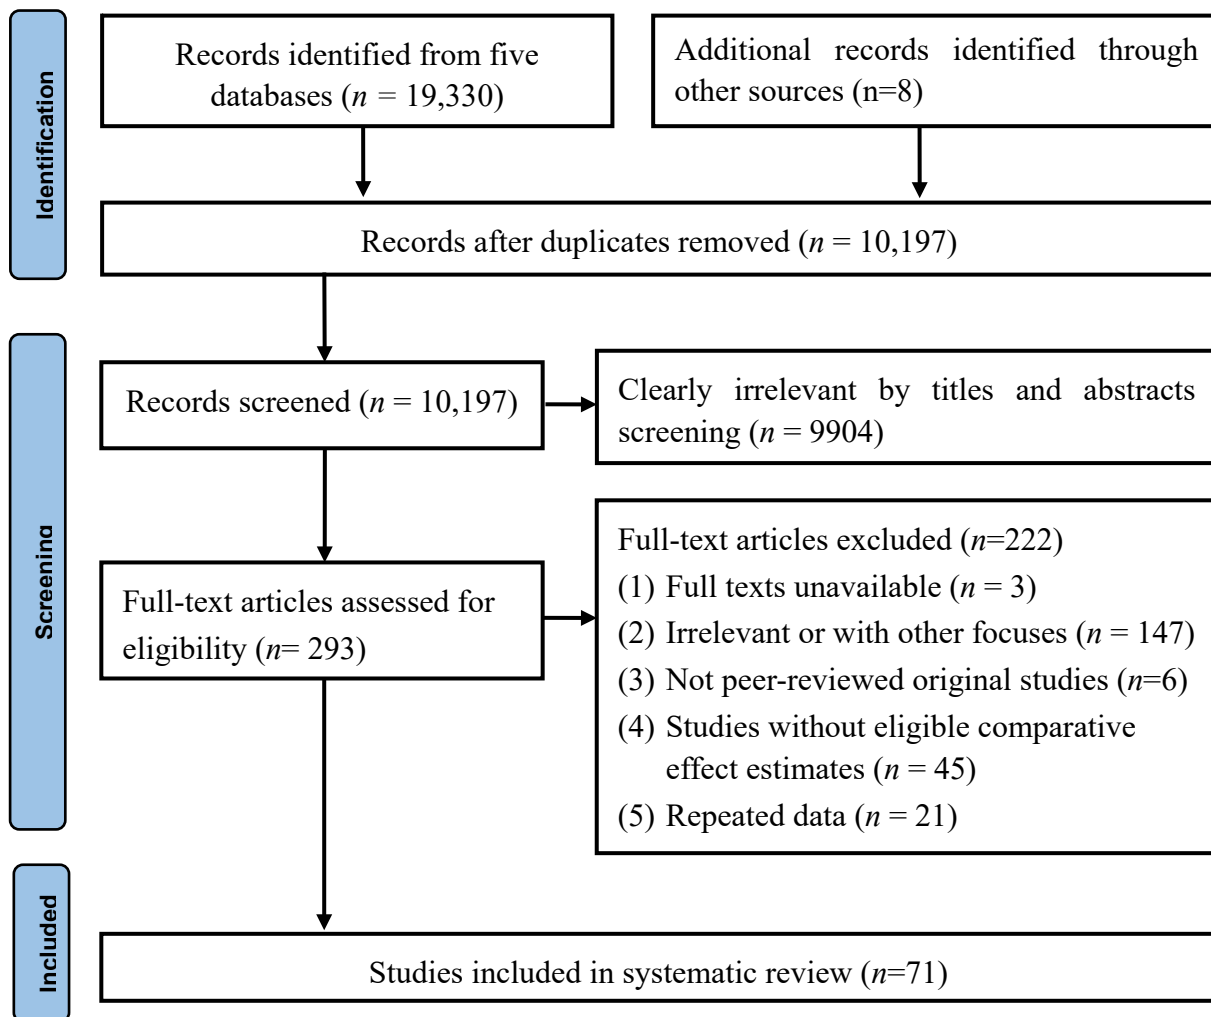 Identification
Records identified from five
databases (n = 19,330)
Additional records identified through
other sources (n=8)
Records after duplicates removed (n = 10,197)
Screening
Records screened (n = 10,197)
Clearly irrelevant by titles and abstracts
screening (n = 9904)
Full-text articles assessed for
eligibility (n= 293)
Full-text articles excluded (n=222)
(1) Full texts unavailable (n = 3)
(2) Irrelevant or with other focuses (n = 147)
(3) Not peer-reviewed original studies (n=6)
(4) Studies without eligible comparative
effect estimates (n = 45)
(5) Repeated data (n = 21)
Included
Studies included in systematic review (n=71)